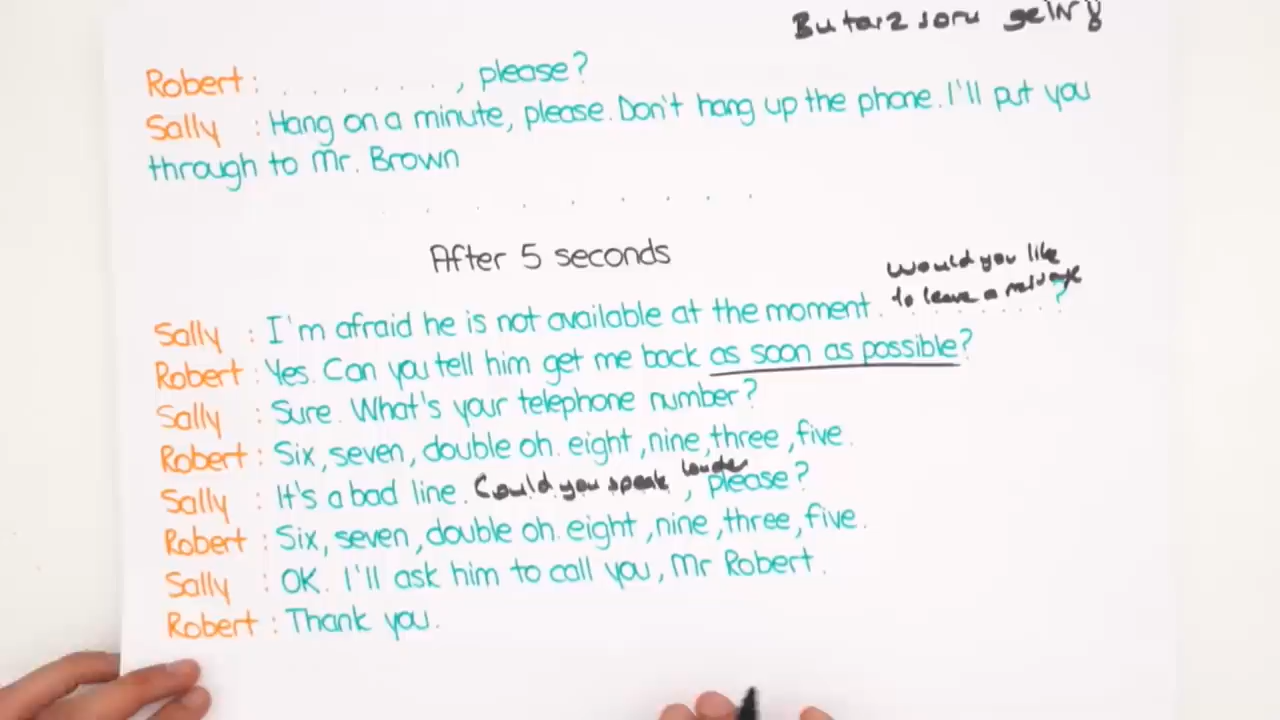 Bu tarz soru gelir
Robert: . . . . . . . , please?
Sally : Hang on a minute, please. Don't hang up the phone. I'll put you
through to Mr. Brown
. . . . . . . . .
After 5 seconds
Would you like
to leave a message
Sally : I'm afraid he is not available at the moment. . . . . . . . ?
Robert : Yes. Can you tell him get me back as soon as possible?
Sally : Sure. What's your telephone number?
Robert : Six, seven, double oh. eight, nine, three, five.
Sally : It's a bad line. Could you speak louder, please?
Robert : Six, seven, double oh. eight, nine, three, five.
Sally : OK. I'll ask him to call you, Mr Robert.
Robert : Thank you.